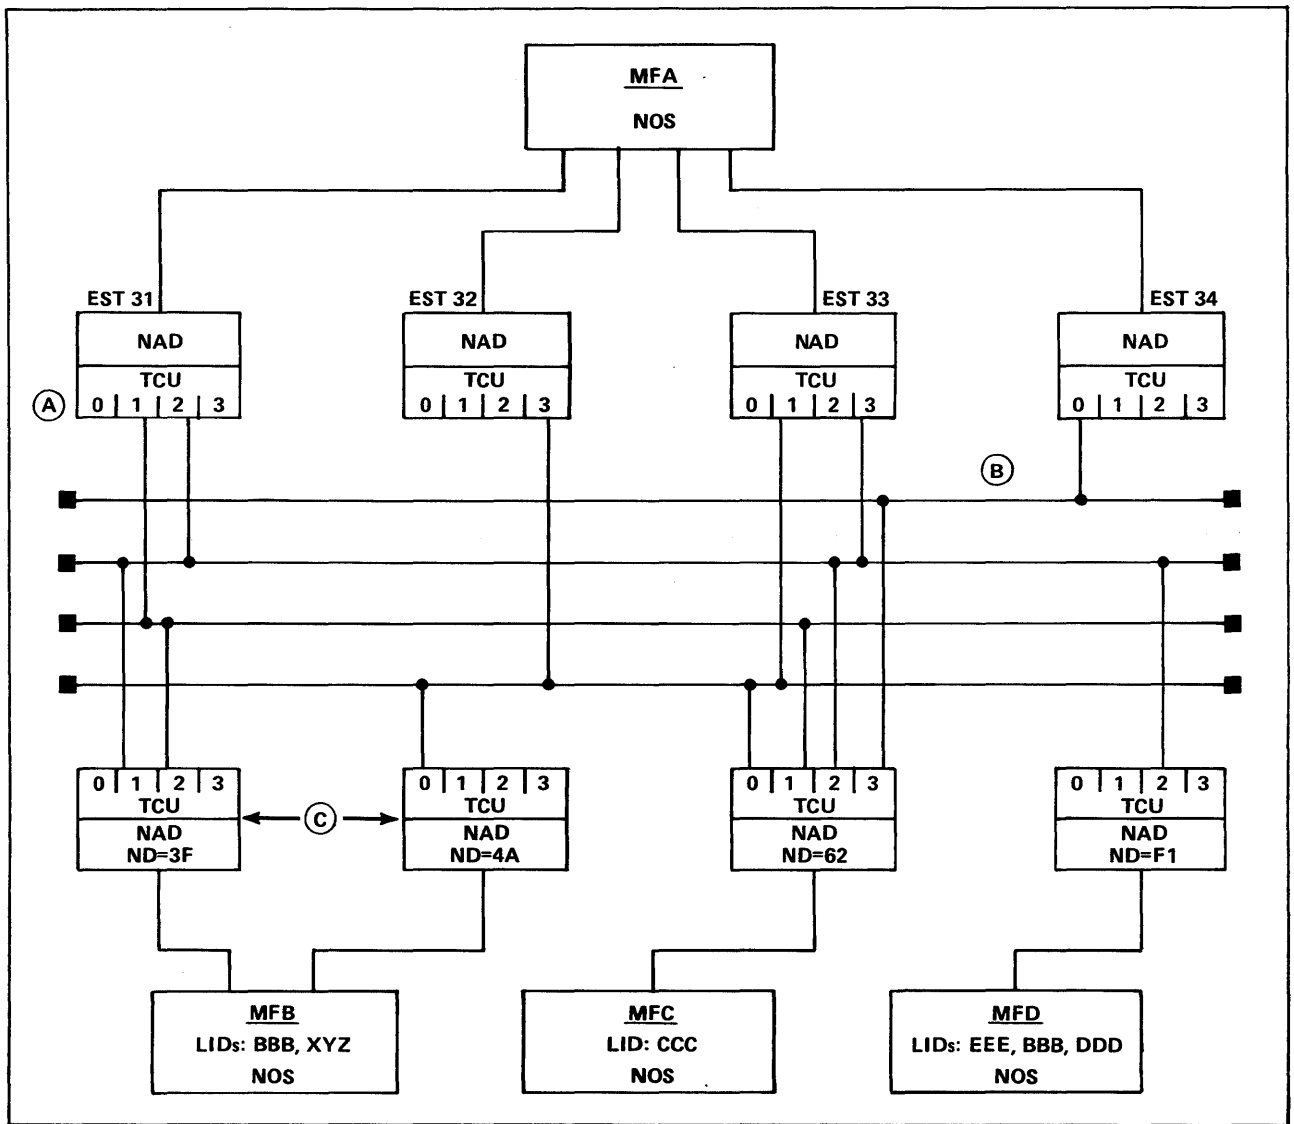 MFA
NOS
EST 31
EST 32
EST 33
EST 34
NAD
NAD
NAD
NAD
TCU
TCU
TCU
TCU
A
0 | 1 | 2 | 3
0 | 1 | 2 | 3
0 | 1 | 2 | 3
0 | 1 | 2 | 3
B
0 | 1 | 2 | 3
0 | 1 | 2 | 3
0 | 1 | 2 | 3
0 | 1 | 2 | 3
TCU
TCU
TCU
TCU
C
NAD
NAD
NAD
NAD
ND=3F
ND=4A
ND=62
ND=F1
MFB
LIDs: BBB, XYZ
NOS
MFC
LID: CCC
NOS
MFD
LIDs: EEE, BBB, DDD
NOS